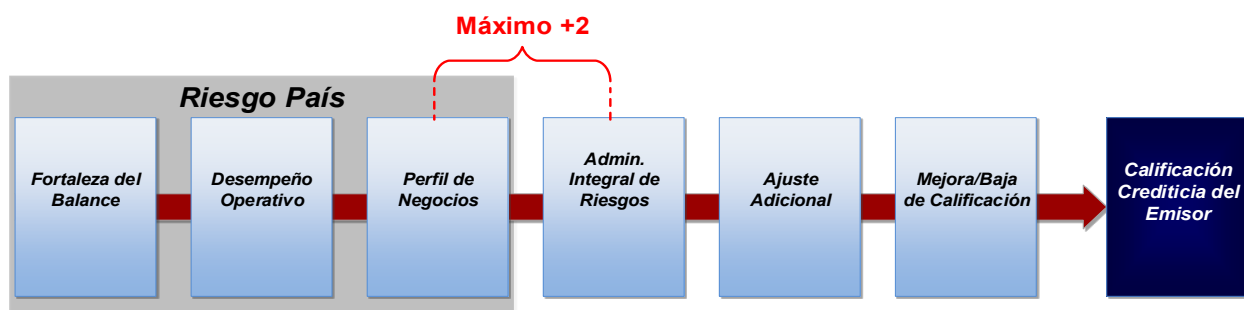 Máximo +2
Riesgo País
Fortaleza del
Balance
Desempeño
Operativo
Perfil de
Negocios
Admin.
Integral de
Riesgos
Ajuste
Adicional
Mejora/Baja
de Calificación
Calificación
Crediticia del
Emisor